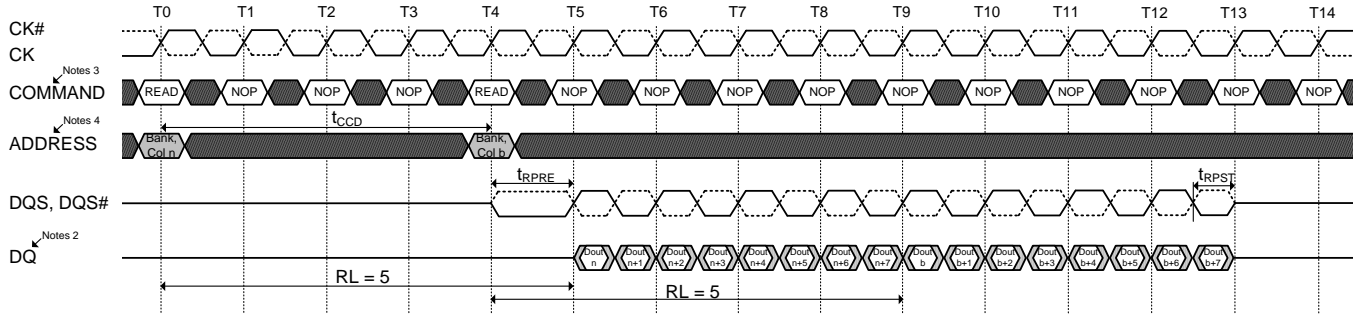 T0 T1 T2 T3 T4 T5 T6 T7 T8 T9 T10 T11 T12 T13 T14
CK#
CK
Notes 3
COMMAND READ NOP NOP NOP READ NOP NOP NOP NOP NOP NOP NOP NOP NOP NOP
tCCD
Notes 4
ADDRESS Bank, Col n Bank, Col b
tRPRE tRPST
DQS, DQS#
Notes 2
DQ Dout n Dout n+1 Dout n+2 Dout n+3 Dout n+4 Dout n+5 Dout n+6 Dout n+7 Dout b Dout b+1 Dout b+2 Dout b+3 Dout b+4 Dout b+5 Dout b+6 Dout b+7
RL = 5
RL = 5